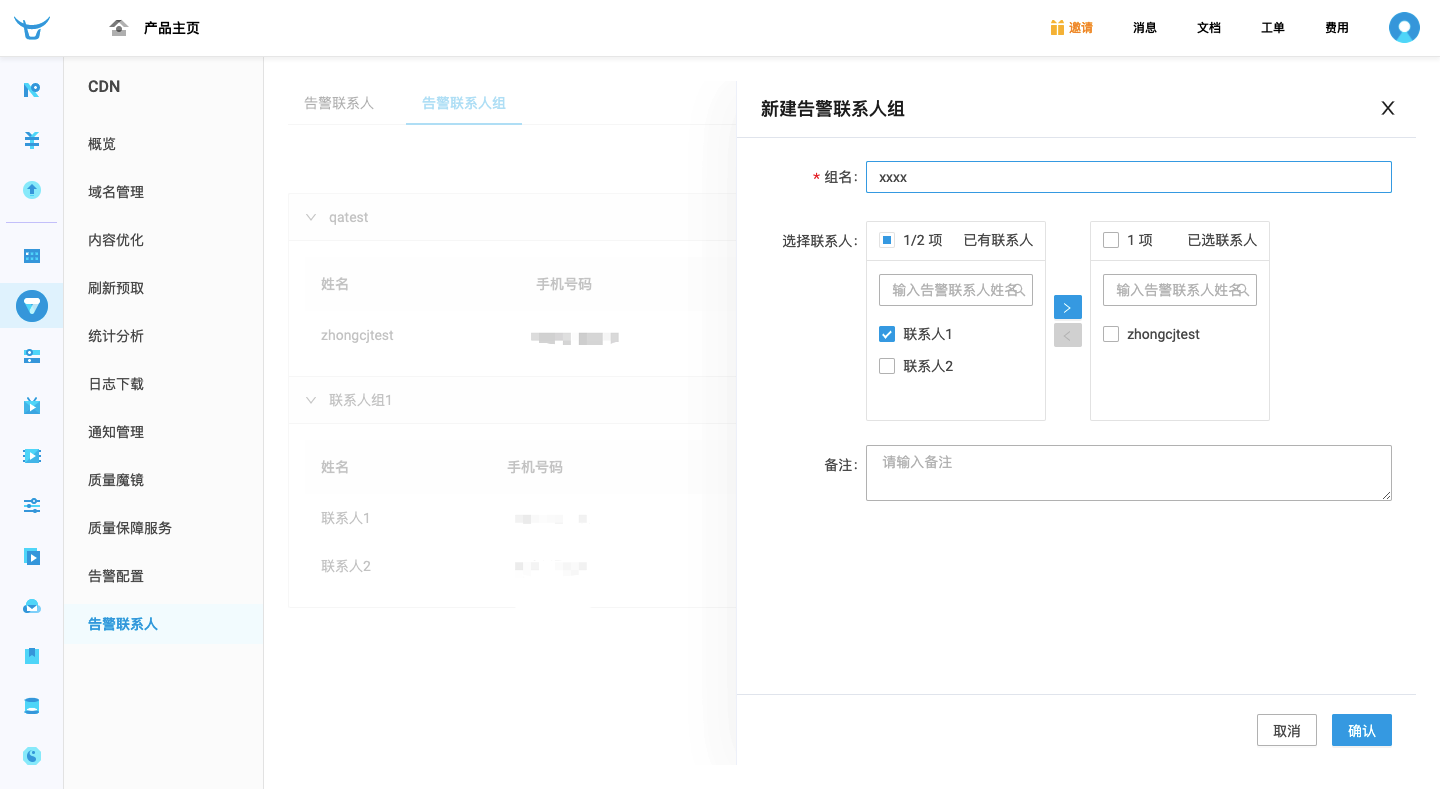 产品主页
邀请
消息
文档
工单
费用
CDN
概览
域名管理
内容优化
刷新预取
统计分析
日志下载
通知管理
质量魔镜
质量保障服务
告警配置
告警联系人
告警联系人 告警联系人组
qatest
姓名 手机号码
zhongcjtest
联系人组1
姓名 手机号码
联系人1
联系人2
新建告警联系人组
* 组名: xxxx
选择联系人:
1/2 项 已有联系人
输入告警联系人姓名
联系人1
联系人2
1 项 已选联系人
输入告警联系人姓名
zhongcjtest
备注: 请输入备注
取消 确认